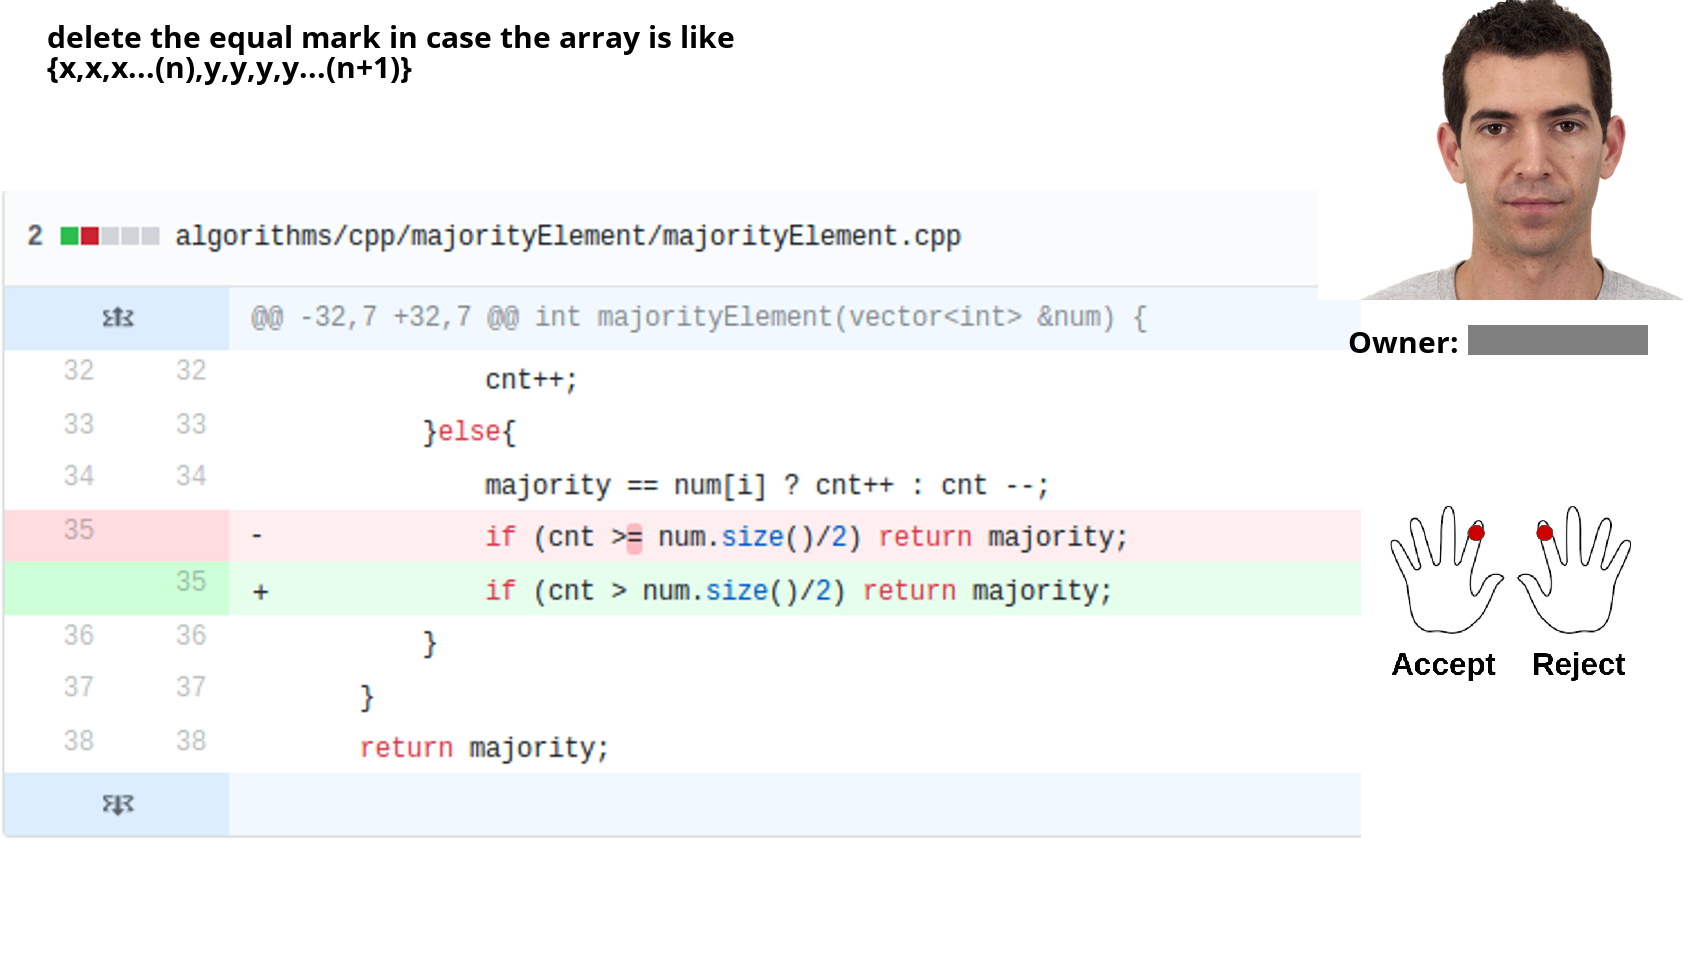 delete the equal mark in case the array is like
{x,x,x...(n),y,y,y,y...(n+1)}
2 algorithms/cpp/majorityElement/majorityElement.cpp
@@ -32,7 +32,7 @@ int majorityElement(vector<int> &num) {
Owner:
32 32 cnt++;
33 33 }else{
34 34 majority == num[i] ? cnt++ : cnt --;
35 - if (cnt >= num.size()/2) return majority;
35 + if (cnt > num.size()/2) return majority;
36 36 }
37 37 }
38 38 return majority;
Accept Reject